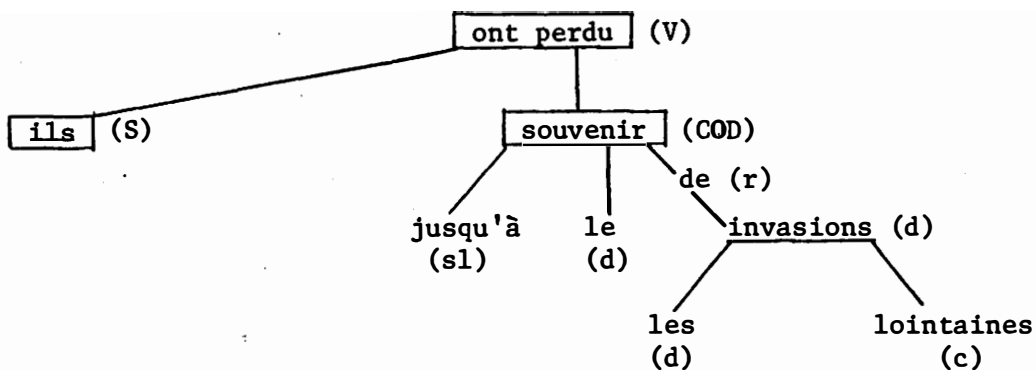 ont perdu (V)
ils (S) souvenir (COD)
de (r)
jusqu'à le invasions (d)
(sl) (d)
les lointaines
(d) (c)